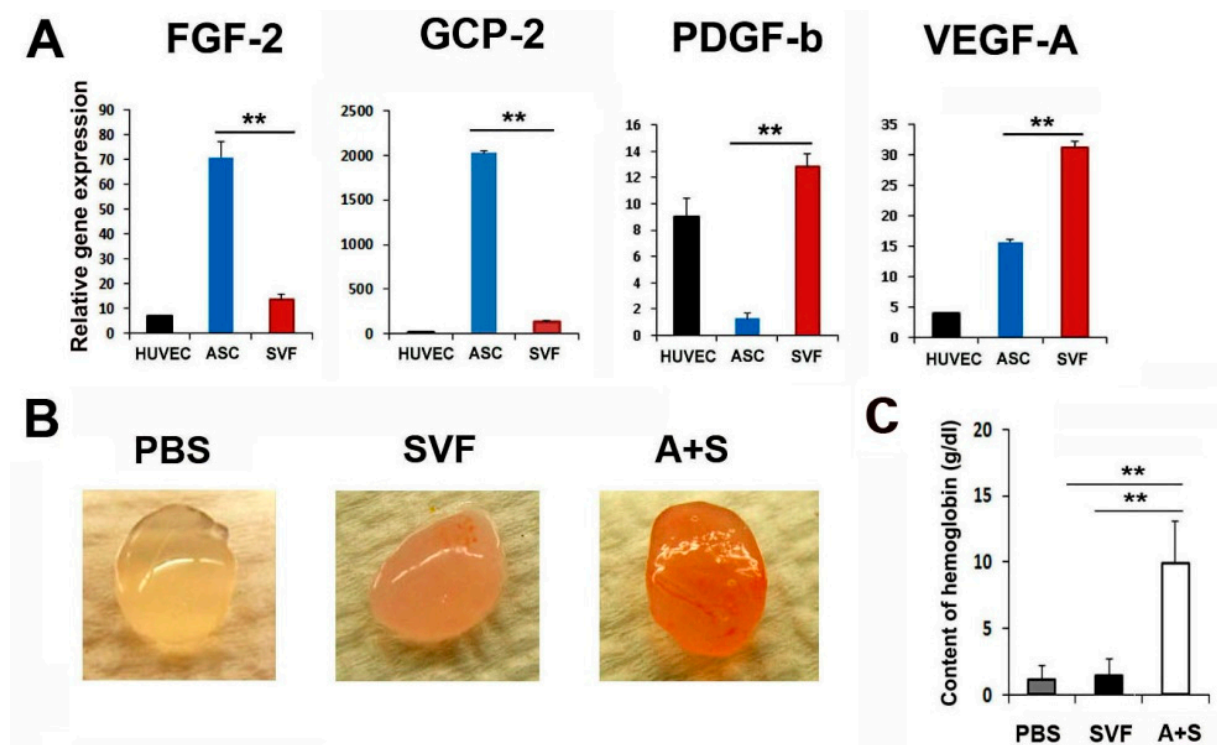 A
FGF-2
GCP-2
PDGF-b
VEGF-A
Relative gene expression
90
80
70
60
50
40
30
20
10
0
**
HUVEC ASC SVF
2500
2000
1500
1000
500
0
**
HUVEC ASC SVF
16
14
12
10
8
6
4
2
0
**
HUVEC ASC SVF
35
30
25
20
15
10
5
0
**
HUVEC ASC SVF
B
PBS
SVF
A+S
C
Content of hemoglobin (g/dl)
20
15
10
5
0
**
**
PBS SVF A+S